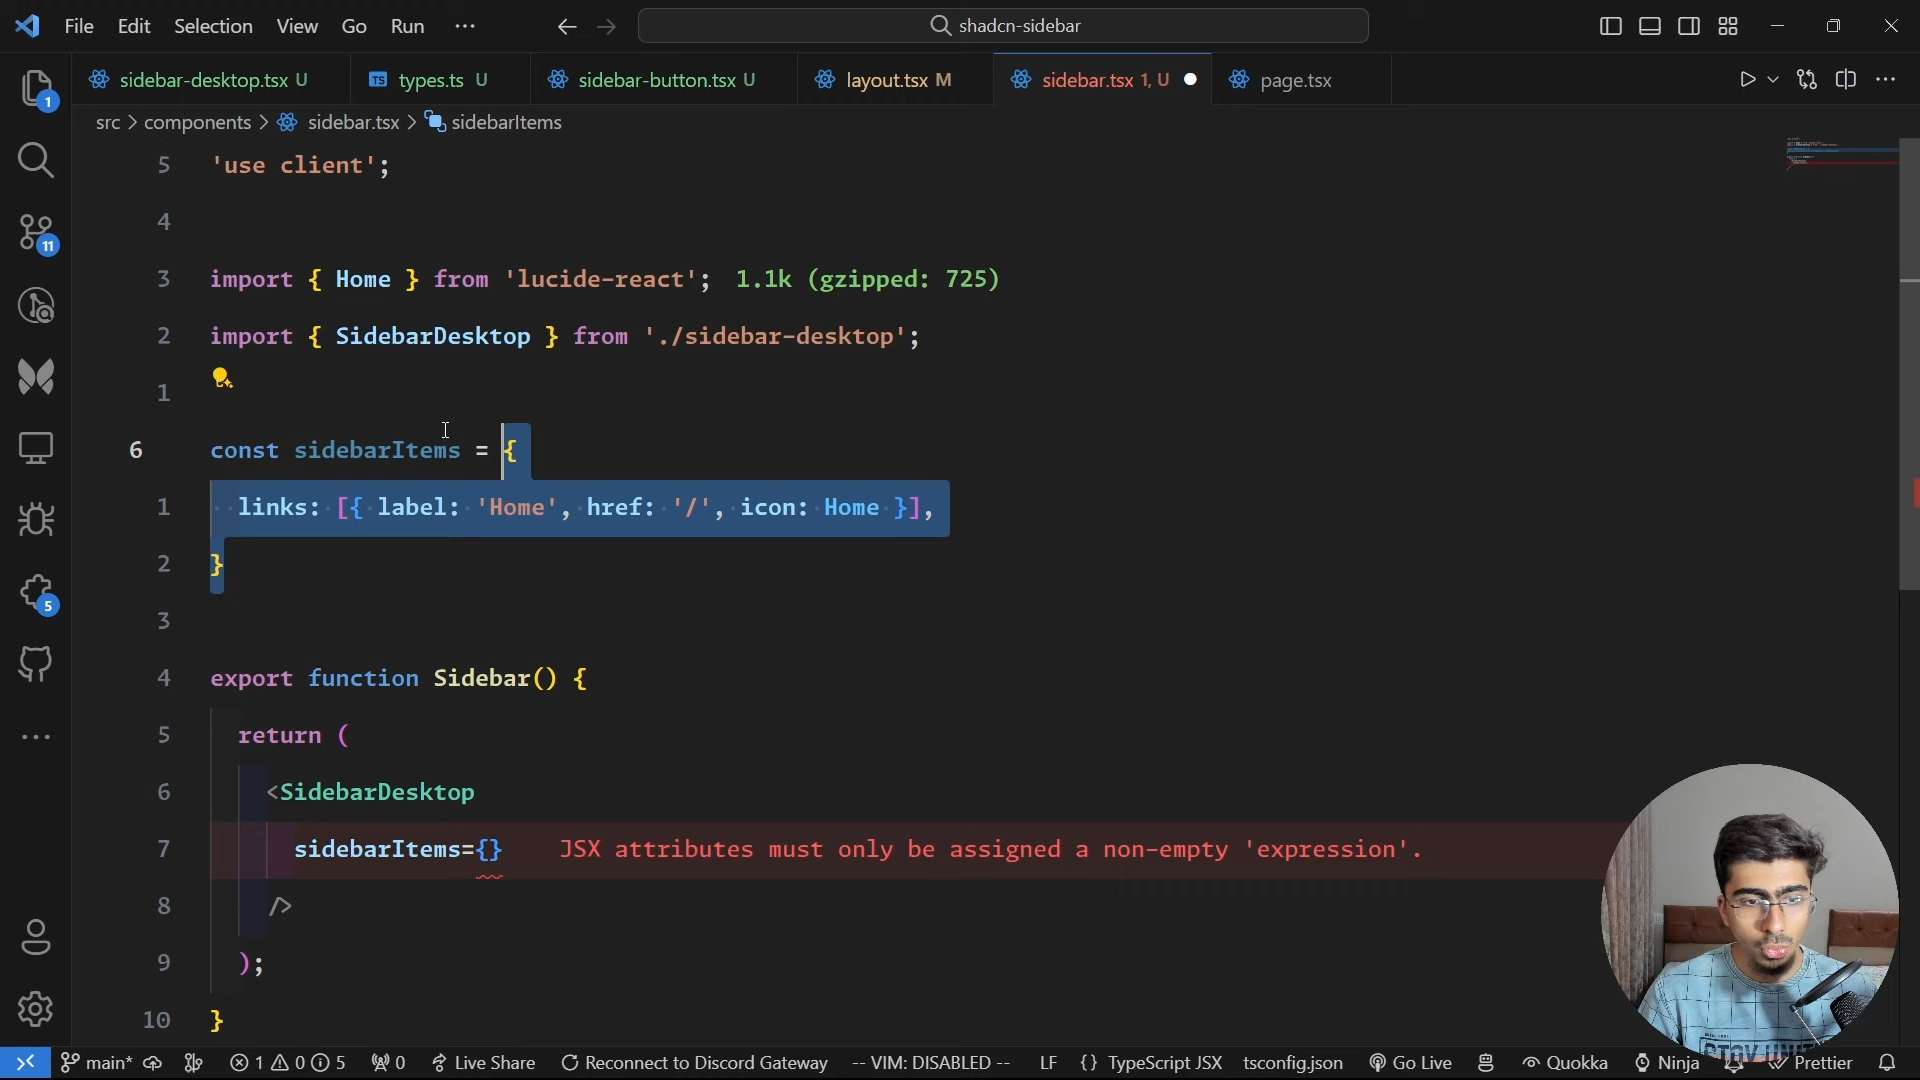 File Edit Selection View Go Run ··· shadcn-sidebar
sidebar-desktop.tsx U types.ts U sidebar-button.tsx U layout.tsx M sidebar.tsx 1, U page.tsx
src > components > sidebar.tsx > sidebarItems
5 'use client';
4
3 import { Home } from 'lucide-react'; 1.1k (gzipped: 725)
2 import { SidebarDesktop } from './sidebar-desktop';
1
6 const sidebarItems = {
1 links: [{ label: 'Home', href: '/', icon: Home }],
2 }
3
4 export function Sidebar() {
5 return (
6 <SidebarDesktop
7 sidebarItems={} JSX attributes must only be assigned a non-empty 'expression'.
8 />
9 );
10 }
1
11
5
TS
main* 1 0 5 0 Live Share Reconnect to Discord Gateway -- VIM: DISABLED -- LF {} TypeScript JSX tsconfig.json Go Live Quokka Ninja Prettier